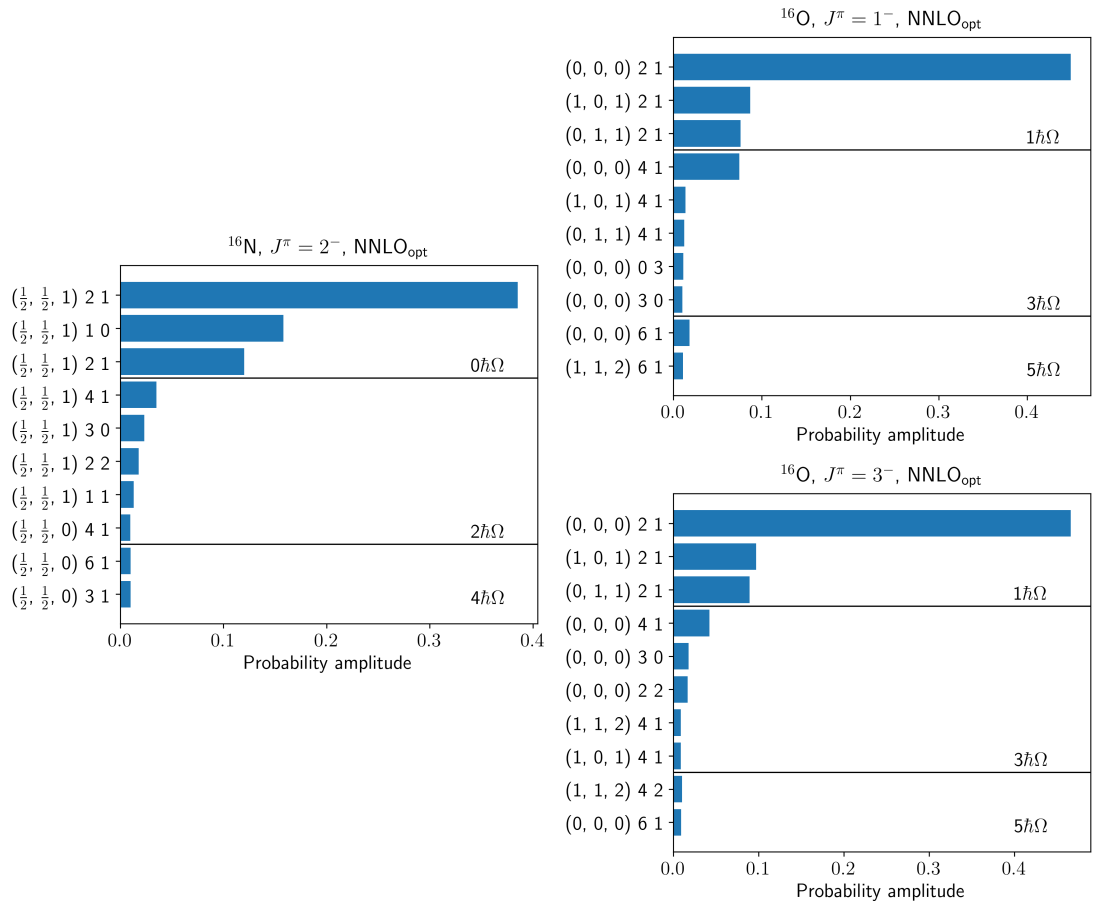 ¹⁶N, Jᵖⁱ = 2⁻, NNLOopt
(½, ½, 1) 2 1
(½, ½, 1) 1 0
(½, ½, 1) 2 1
0ℏΩ
(½, ½, 1) 4 1
(½, ½, 1) 3 0
(½, ½, 1) 2 2
(½, ½, 1) 1 1
(½, ½, 0) 4 1
2ℏΩ
(½, ½, 0) 6 1
(½, ½, 0) 3 1
4ℏΩ
0.0 0.1 0.2 0.3 0.4
Probability amplitude
¹⁶O, J^π = 1⁻, NNLOopt
(0, 0, 0) 2 1
(1, 0, 1) 2 1
(0, 1, 1) 2 1
1ℏΩ
(0, 0, 0) 4 1
(1, 0, 1) 4 1
(0, 1, 1) 4 1
(0, 0, 0) 0 3
(0, 0, 0) 3 0
3ℏΩ
(0, 0, 0) 6 1
(1, 1, 2) 6 1
5ℏΩ
0.0 0.1 0.2 0.3 0.4
Probability amplitude
¹⁶O, J^π = 3⁻, NNLOopt
(0, 0, 0) 2 1
(1, 0, 1) 2 1
(0, 1, 1) 2 1
1ℏΩ
(0, 0, 0) 4 1
(0, 0, 0) 3 0
(0, 0, 0) 2 2
(1, 1, 2) 4 1
(1, 0, 1) 4 1
3ℏΩ
(1, 1, 2) 4 2
(0, 0, 0) 6 1
5ℏΩ
0.0 0.1 0.2 0.3 0.4
Probability amplitude